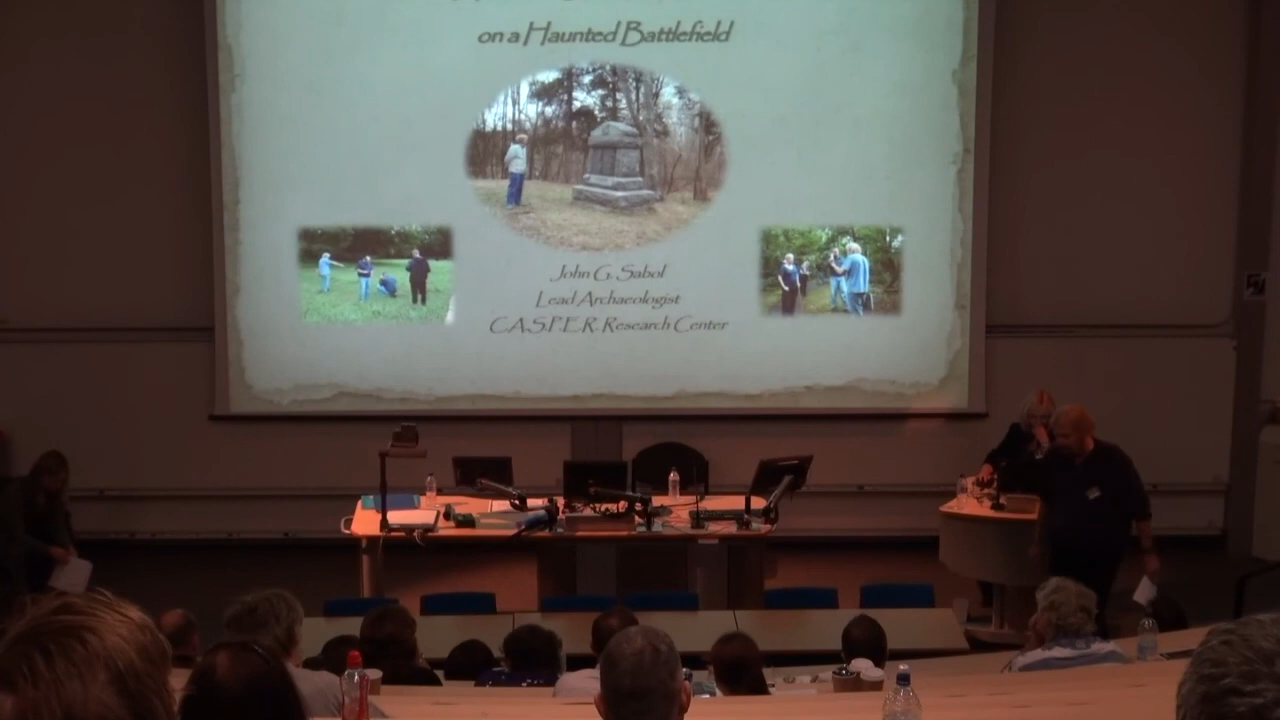 on a Haunted Battlefield
John G. Sabol
Lead Archaeologist
C.A.S.P.E.R. Research Center